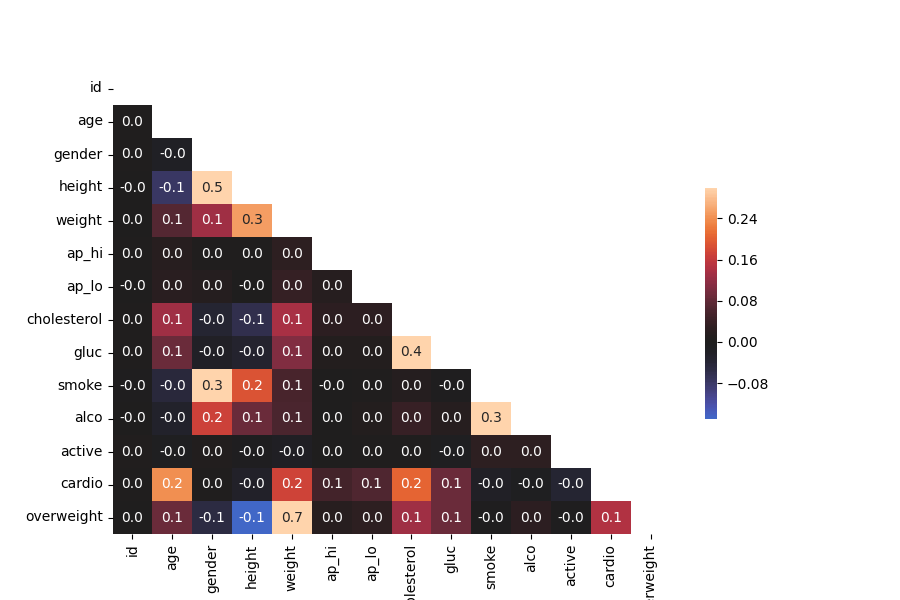 id
age 0.0
gender 0.0 -0.0
height -0.0 -0.1 0.5
weight 0.0 0.1 0.1 0.3
ap_hi 0.0 0.0 0.0 0.0 0.0
ap_lo -0.0 0.0 0.0 -0.0 0.0 0.0
cholesterol 0.0 0.1 -0.0 -0.1 0.1 0.0 0.0
gluc 0.0 0.1 -0.0 -0.0 0.1 0.0 0.0 0.4
smoke -0.0 -0.0 0.3 0.2 0.1 -0.0 0.0 0.0 -0.0
alco -0.0 -0.0 0.2 0.1 0.1 0.0 0.0 0.0 0.0 0.3
active 0.0 -0.0 0.0 -0.0 -0.0 0.0 0.0 0.0 -0.0 0.0 0.0
cardio 0.0 0.2 0.0 -0.0 0.2 0.1 0.1 0.2 0.1 -0.0 -0.0 -0.0
overweight 0.0 0.1 -0.1 -0.1 0.7 0.0 0.0 0.1 0.1 -0.0 0.0 -0.0 0.1
id age gender height weight ap_hi ap_lo olesterol gluc smoke alco active cardio rweight
0.24
0.16
0.08
0.00
−0.08